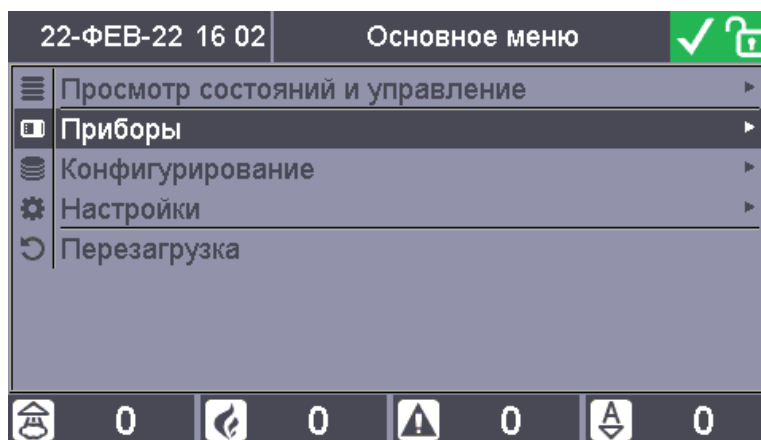 22-ФЕВ-22 16 02 Основное меню
Просмотр состояний и управление
Приборы
Конфигурирование
Настройки
Перезагрузка
0 0 0 A 0